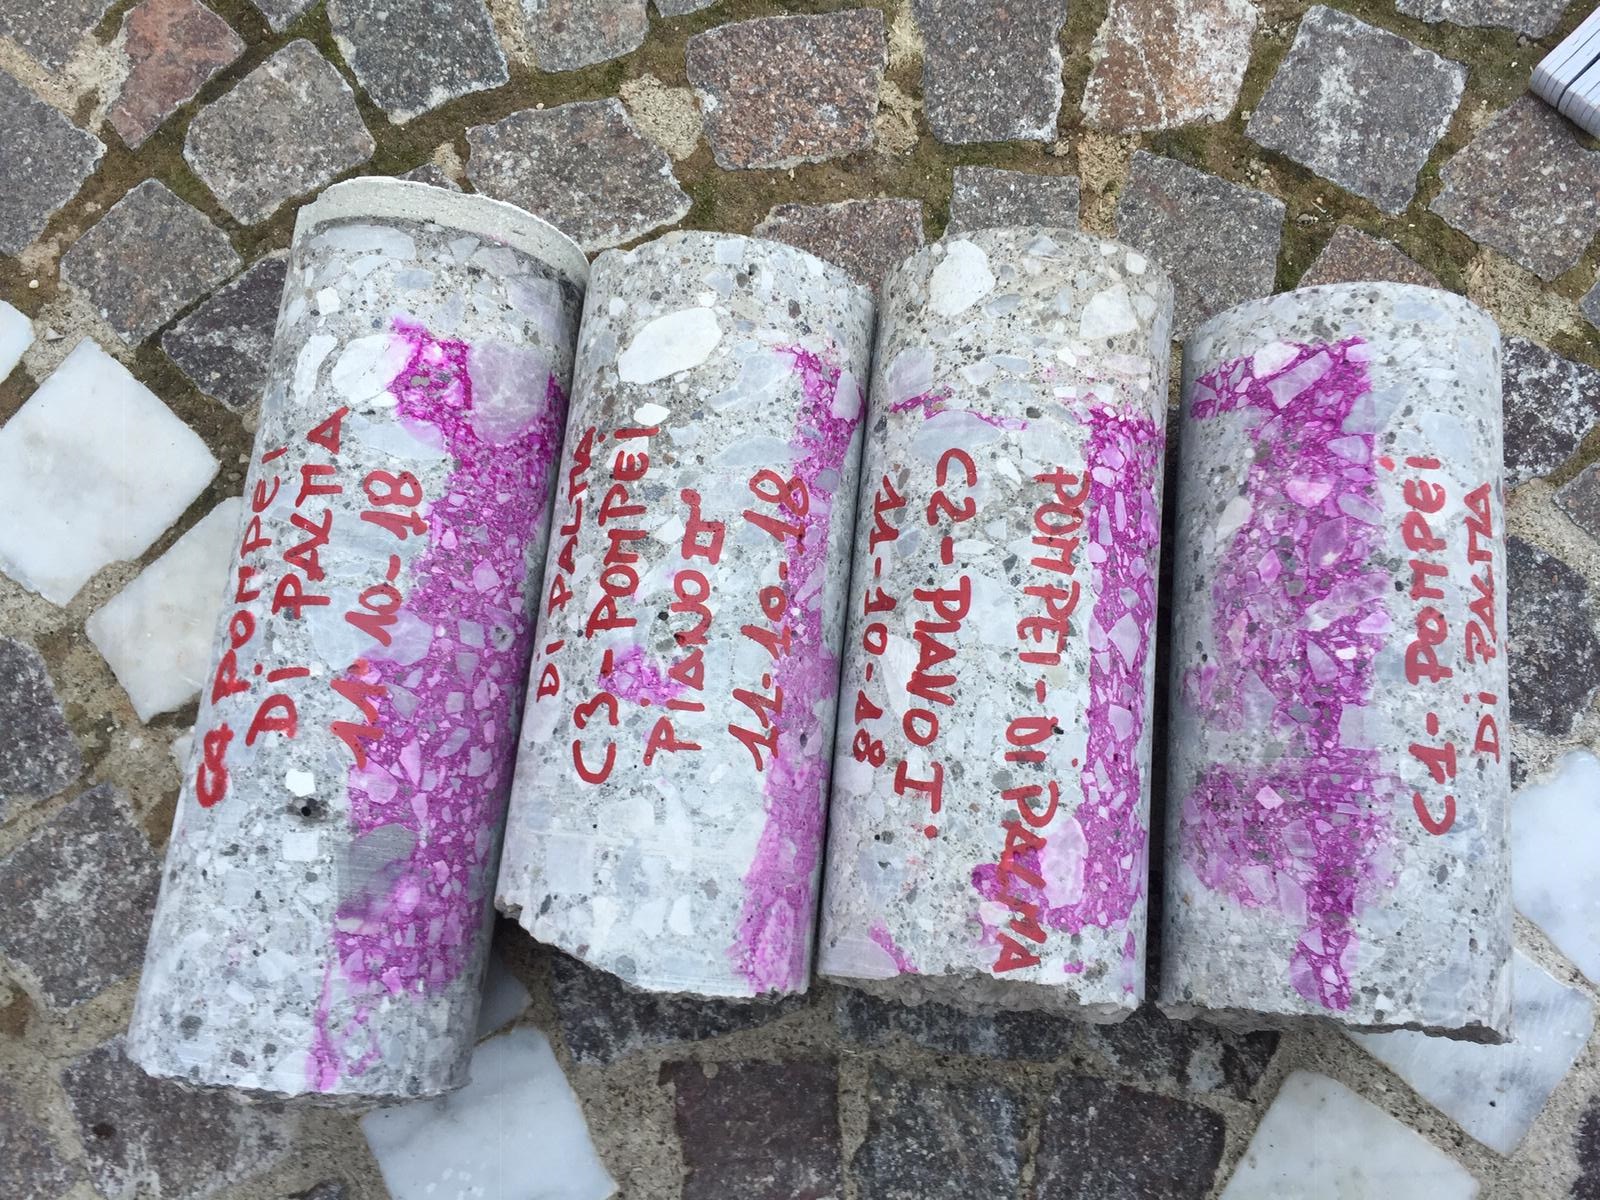 C4 POMPEI
Di PALMA
11.10-18
Di PALMA
C3-POMPEi
PiANO II
11-10-18
POMPEI-Di PALMA
C2-PIANO I.
11-10-18
C1-POMPEi
Di PALMA